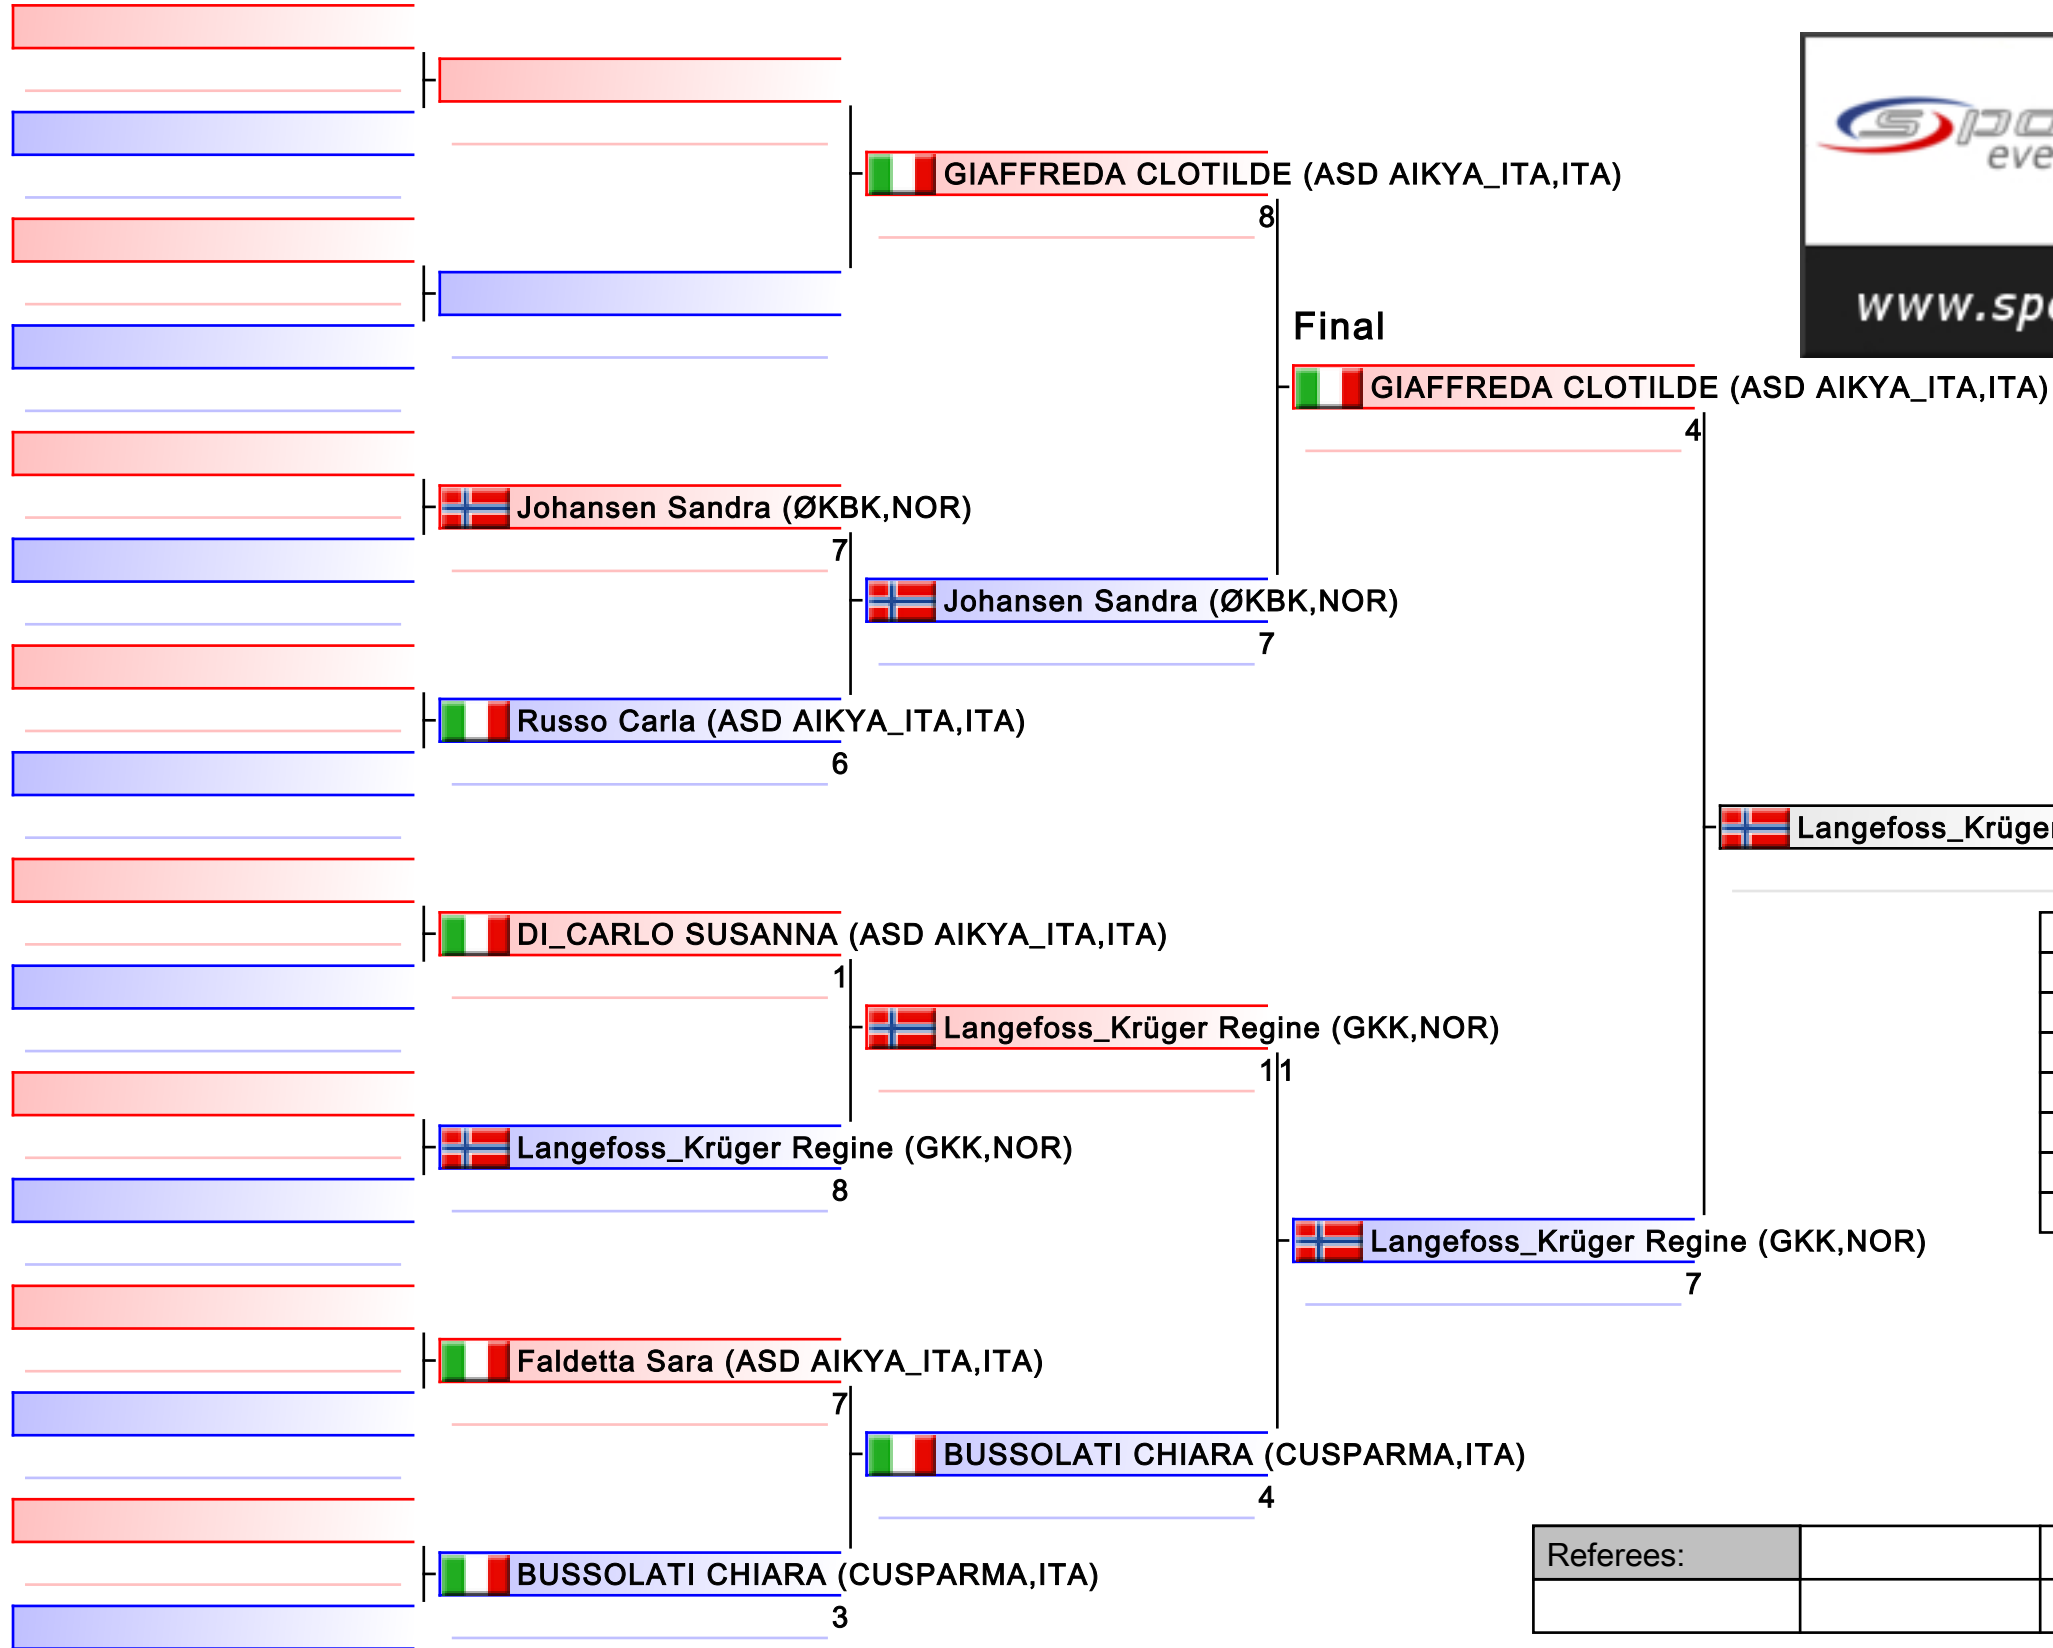 GIAFFREDA CLOTILDE (ASD AIKYA_ITA,ITA)
8
Final
GIAFFREDA CLOTILDE (ASD AIKYA_ITA,ITA)
4
Johansen Sandra (ØKBK,NOR)
7
Johansen Sandra (ØKBK,NOR)
7
Russo Carla (ASD AIKYA_ITA,ITA)
6
Langefoss_Krüger
DI_CARLO SUSANNA (ASD AIKYA_ITA,ITA)
1
Langefoss_Krüger Regine (GKK,NOR)
11
Langefoss_Krüger Regine (GKK,NOR)
8
Langefoss_Krüger Regine (GKK,NOR)
7
Faldetta Sara (ASD AIKYA_ITA,ITA)
7
BUSSOLATI CHIARA (CUSPARMA,ITA)
4
BUSSOLATI CHIARA (CUSPARMA,ITA)
3
Referees: